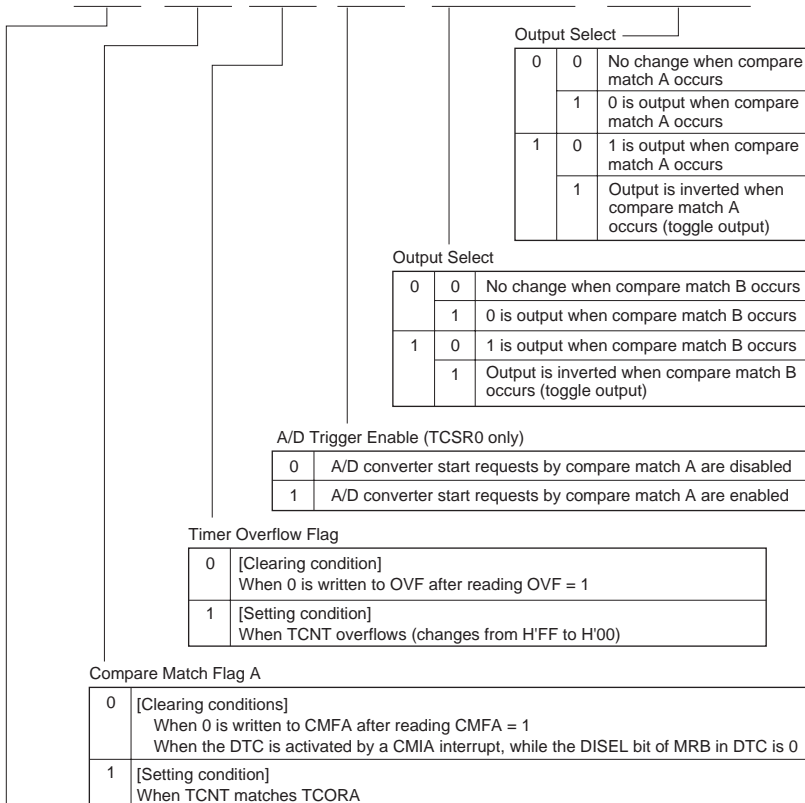 Output Select
0 0 No change when compare
match A occurs
1 0 is output when compare
match A occurs
1 0 1 is output when compare
match A occurs
1 Output is inverted when
compare match A
occurs (toggle output)
Output Select
0 0 No change when compare match B occurs
1 0 is output when compare match B occurs
1 0 1 is output when compare match B occurs
1 Output is inverted when compare match B
occurs (toggle output)
A/D Trigger Enable (TCSR0 only)
0 A/D converter start requests by compare match A are disabled
1 A/D converter start requests by compare match A are enabled
Timer Overflow Flag
0 [Clearing condition]
When 0 is written to OVF after reading OVF = 1
1 [Setting condition]
When TCNT overflows (changes from H'FF to H'00)
Compare Match Flag A
0 [Clearing conditions]
When 0 is written to CMFA after reading CMFA = 1
When the DTC is activated by a CMIA interrupt, while the DISEL bit of MRB in DTC is 0
1 [Setting condition]
When TCNT matches TCORA